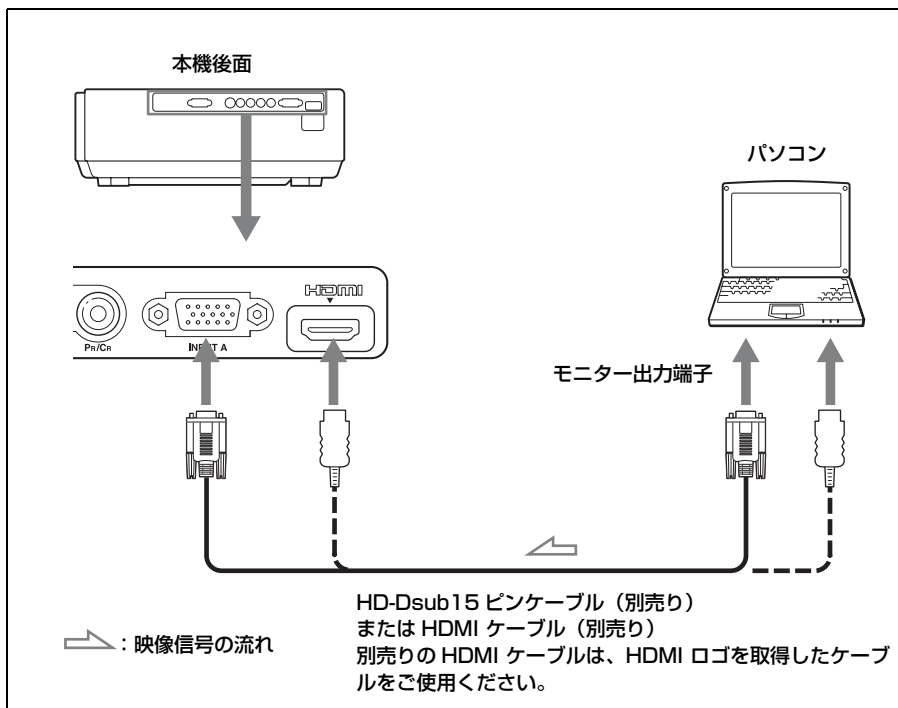 本機後面
パソコン
HDMI
PR/CR
INPUT A
モニター出力端子
HD-Dsub15 ピンケーブル（別売り）
または HDMI ケーブル（別売り）
別売りの HDMI ケーブルは、HDMI ロゴを取得したケーブ
ルをご使用ください。
：映像信号の流れ